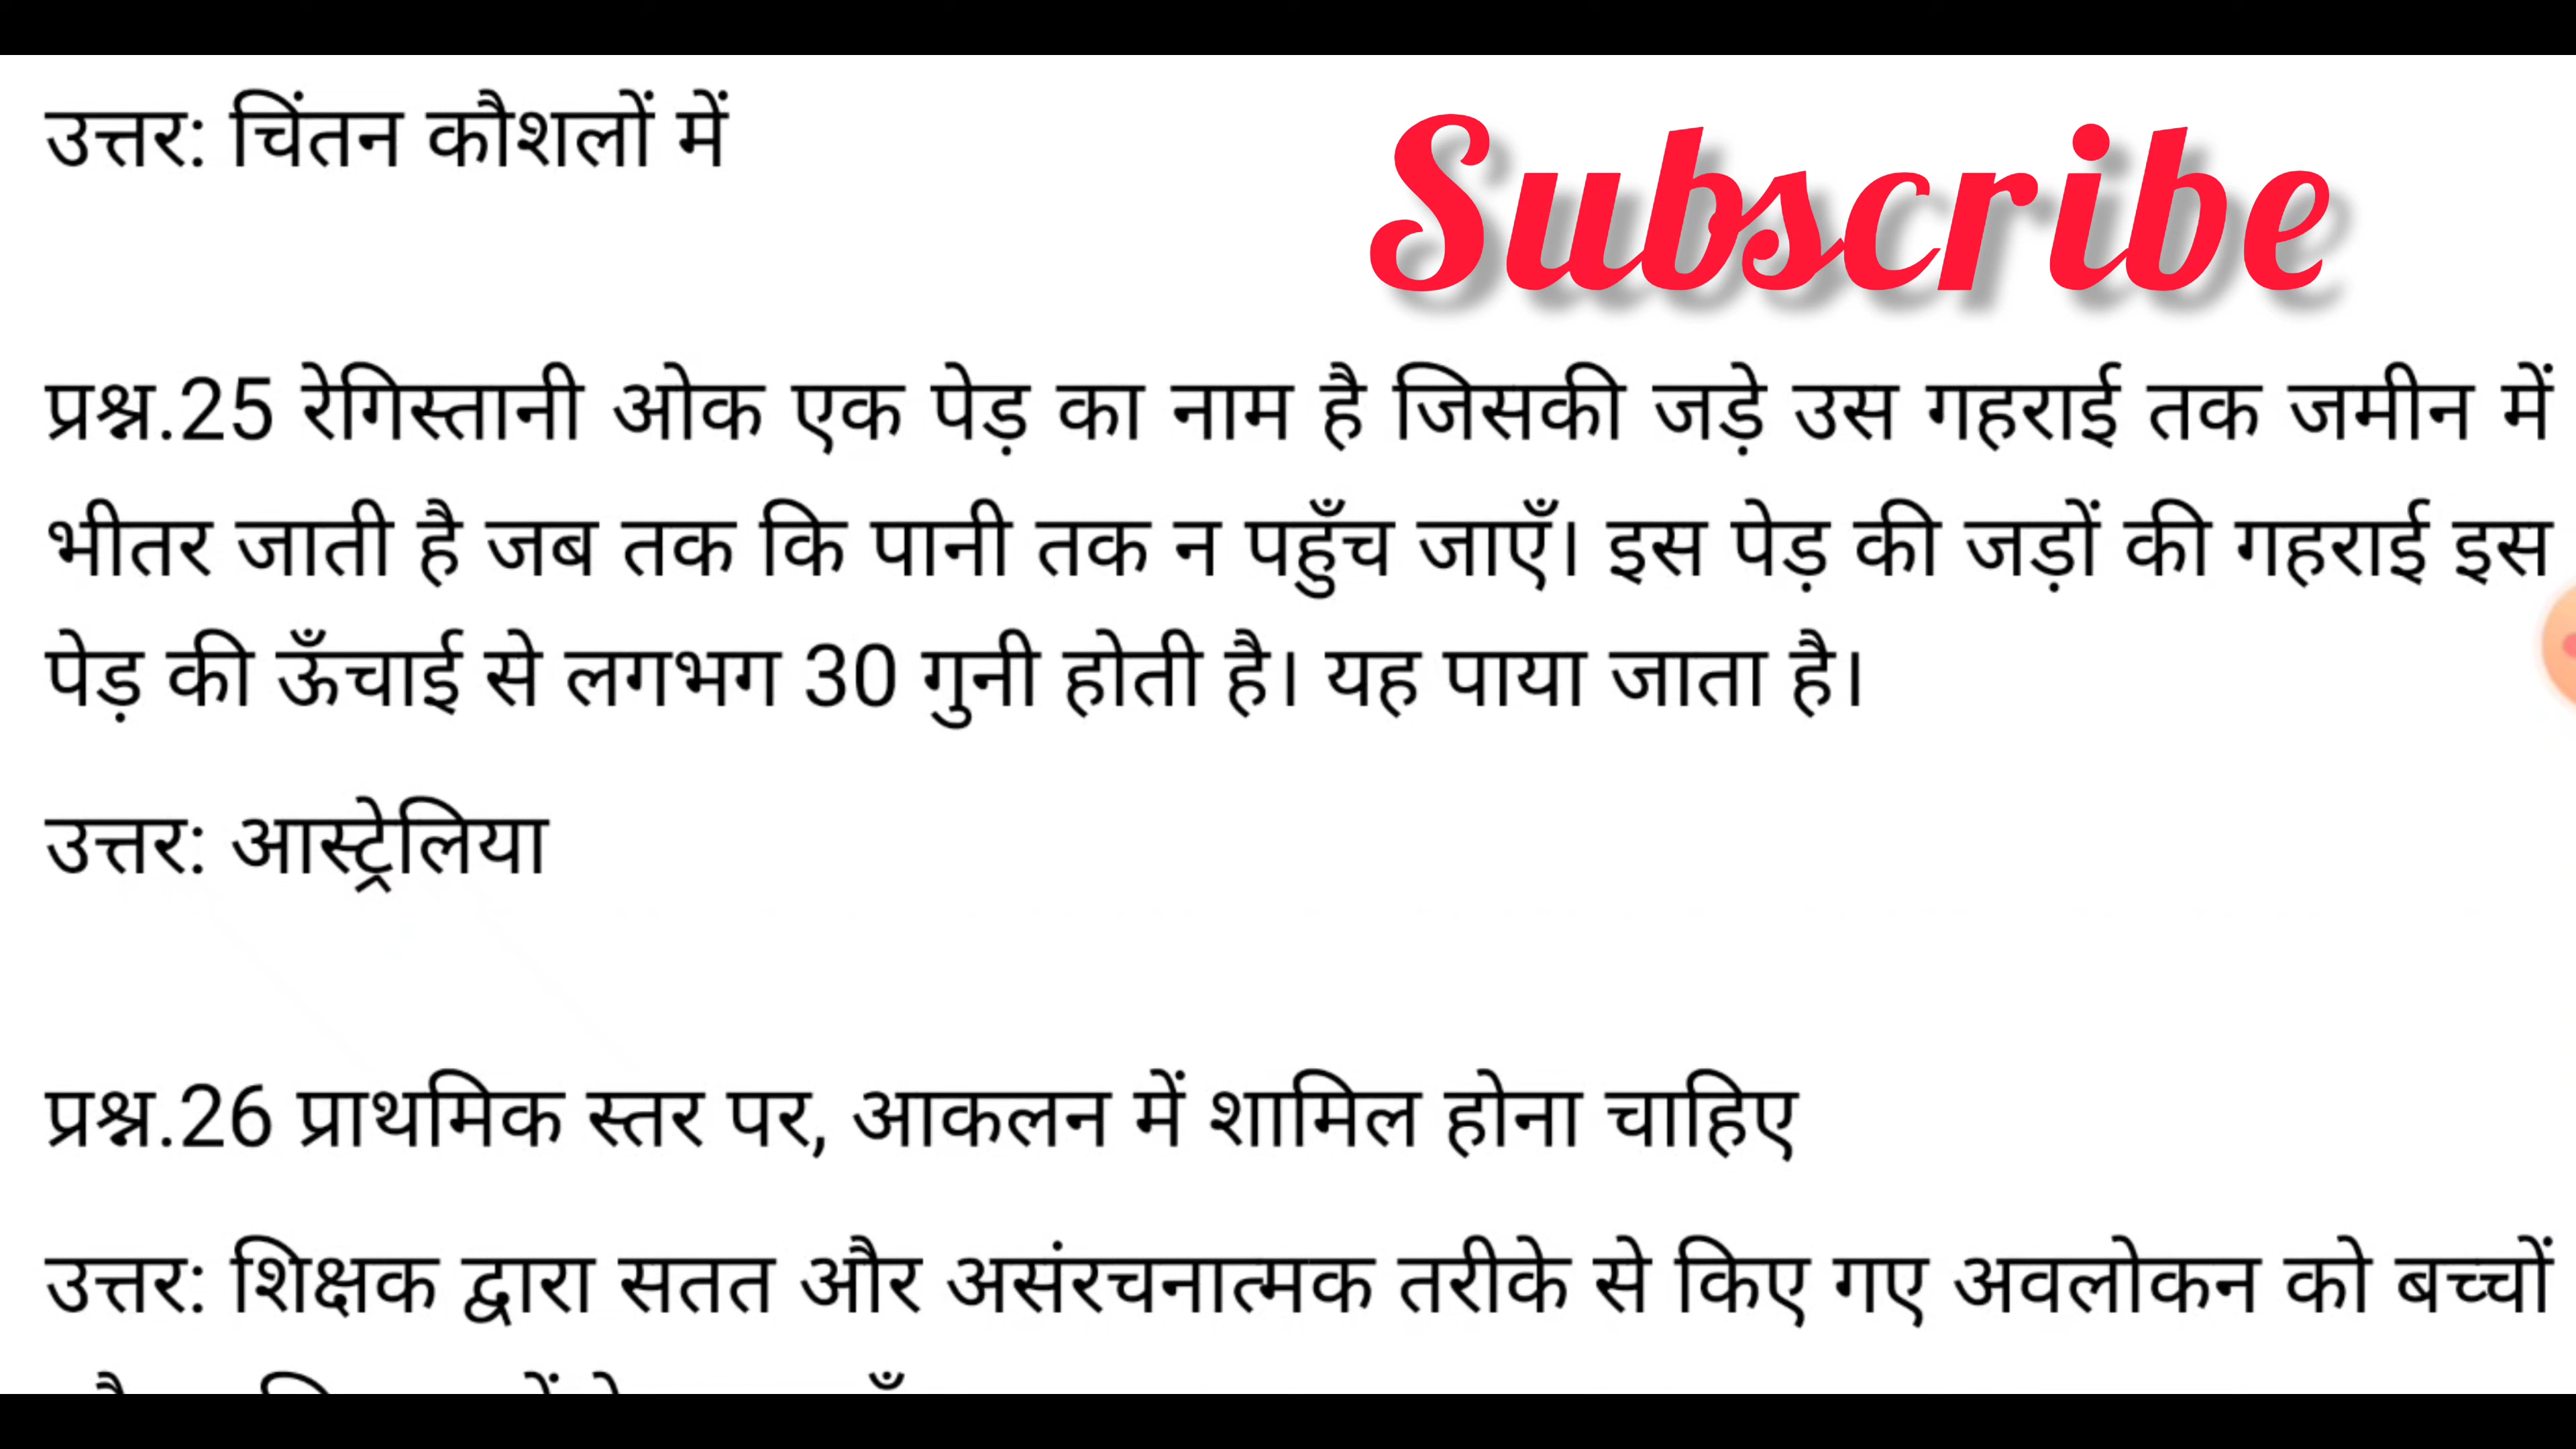 उत्तर: चिंतन कौशलों में
Subscribe
प्रश्न.25 रेगिस्तानी ओक एक पेड़ का नाम है जिसकी जड़े उस गहराई तक जमीन में
भीतर जाती है जब तक कि पानी तक न पहुँच जाएँ। इस पेड़ की जड़ों की गहराई इस
पेड़ की ऊँचाई से लगभग 30 गुनी होती है। यह पाया जाता है।
उत्तर: आस्ट्रेलिया
प्रश्न.26 प्राथमिक स्तर पर, आकलन में शामिल होना चाहिए
उत्तर: शिक्षक द्वारा सतत और असंरचनात्मक तरीके से किए गए अवलोकन को बच्चों